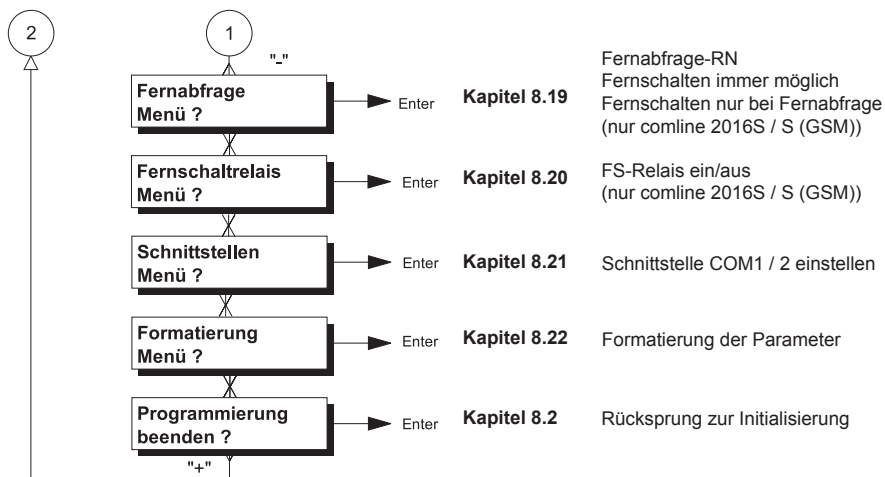 2
1
"-"
Fernabfrage
Menü ?
Enter
Kapitel 8.19
Fernabfrage-RN
Fernschalten immer möglich
Fernschalten nur bei Fernabfrage
(nur comline 2016S / S (GSM))
Fernschaltrelais
Menü ?
Enter
Kapitel 8.20
FS-Relais ein/aus
(nur comline 2016S / S (GSM))
Schnittstellen
Menü ?
Enter
Kapitel 8.21
Schnittstelle COM1 / 2 einstellen
Formatierung
Menü ?
Enter
Kapitel 8.22
Formatierung der Parameter
Programmierung
beenden ?
Enter
Kapitel 8.2
Rücksprung zur Initialisierung
"+"